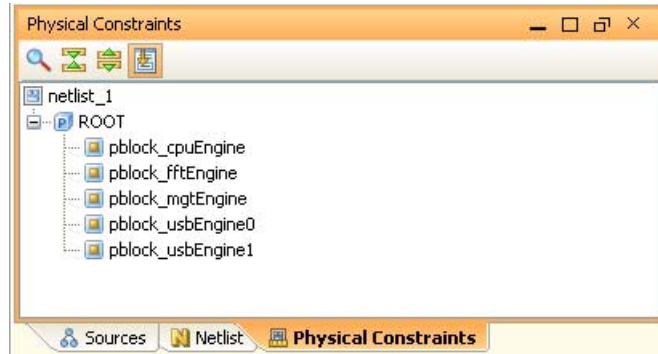 Physical Constraints
netlist_1
ROOT
pblock_cpuEngine
pblock_fftEngine
pblock_mgtEngine
pblock_usbEngine0
pblock_usbEngine1
Sources Netlist Physical Constraints